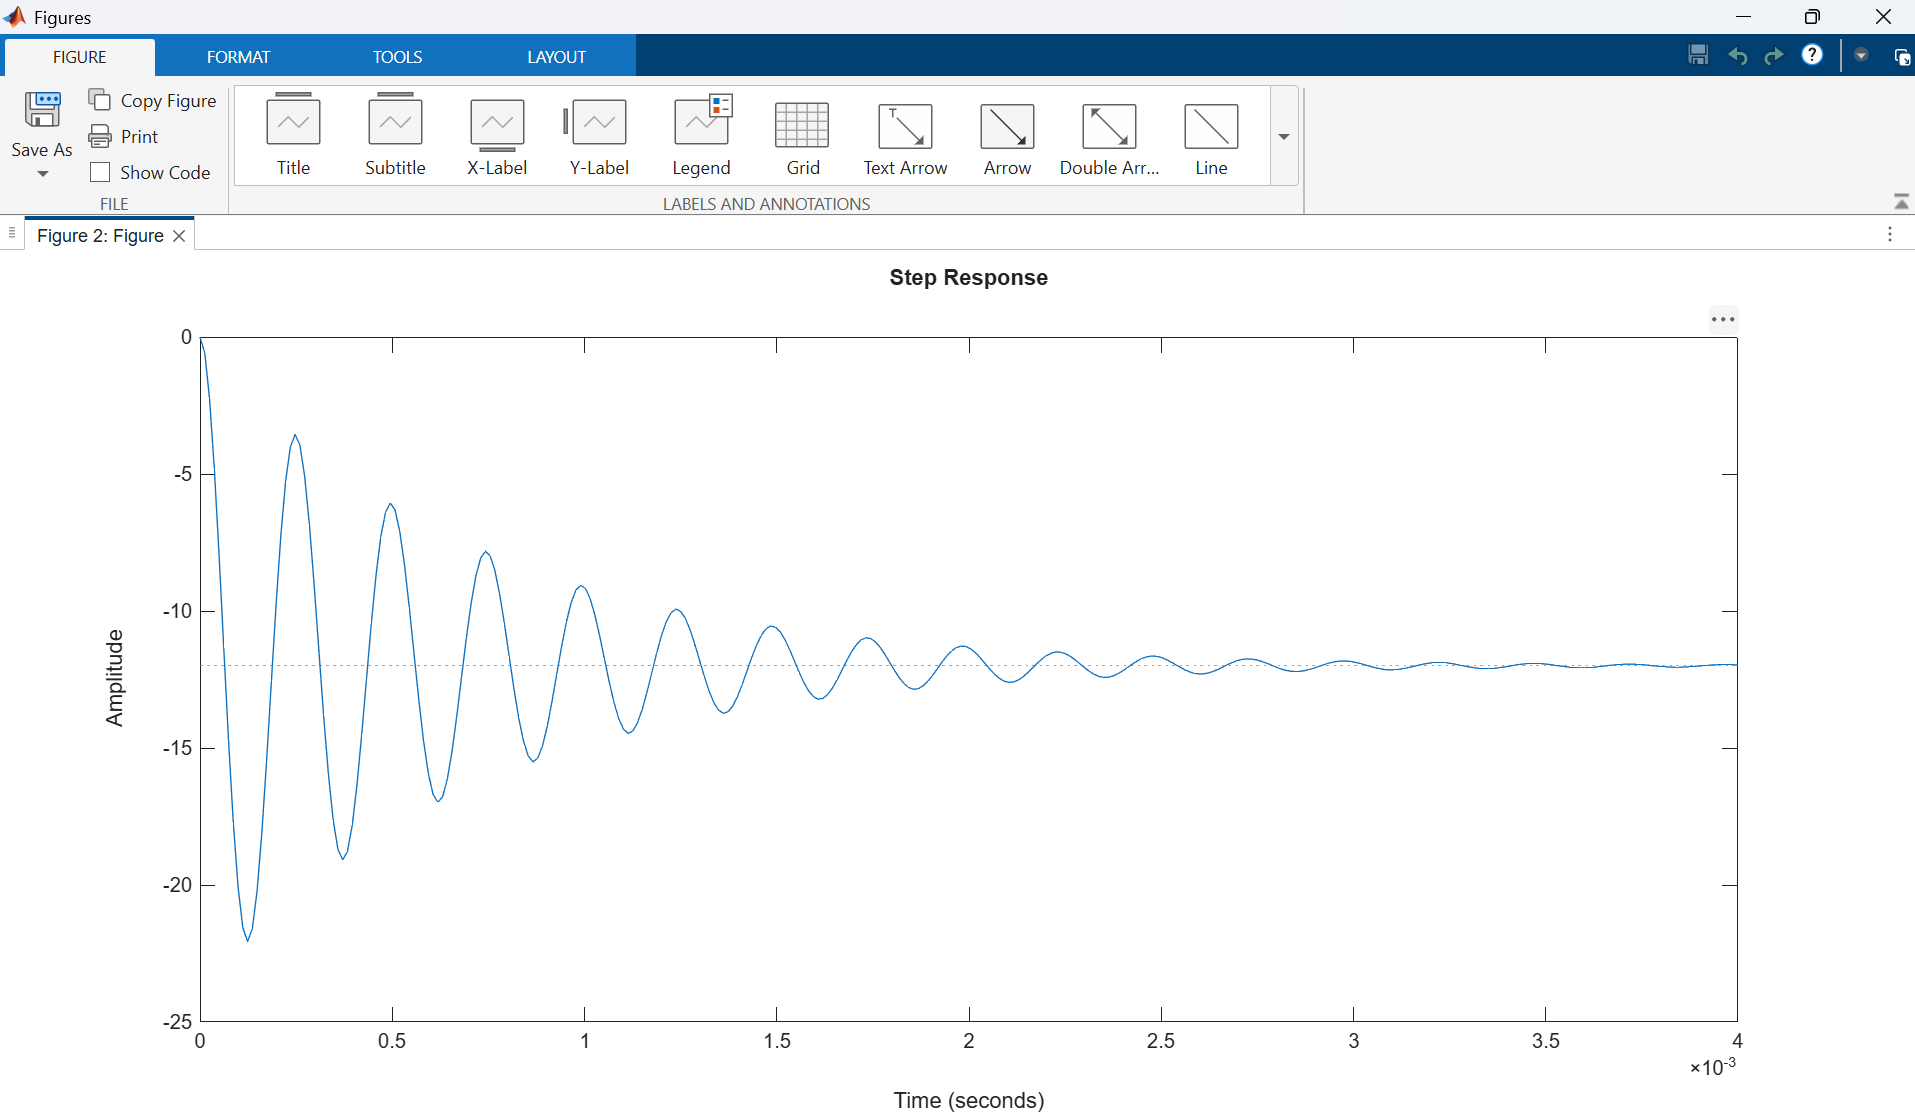 Figures
FIGURE FORMAT TOOLS LAYOUT
Save As
Copy Figure
Print
Show Code
FILE
Title Subtitle X-Label Y-Label Legend Grid Text Arrow Arrow Double Arr... Line
LABELS AND ANNOTATIONS
Figure 2: Figure
Step Response
0
-5
-10
-15
-20
-25
Amplitude
0 0.5 1 1.5 2 2.5 3 3.5 4
×10-3
Time (seconds)